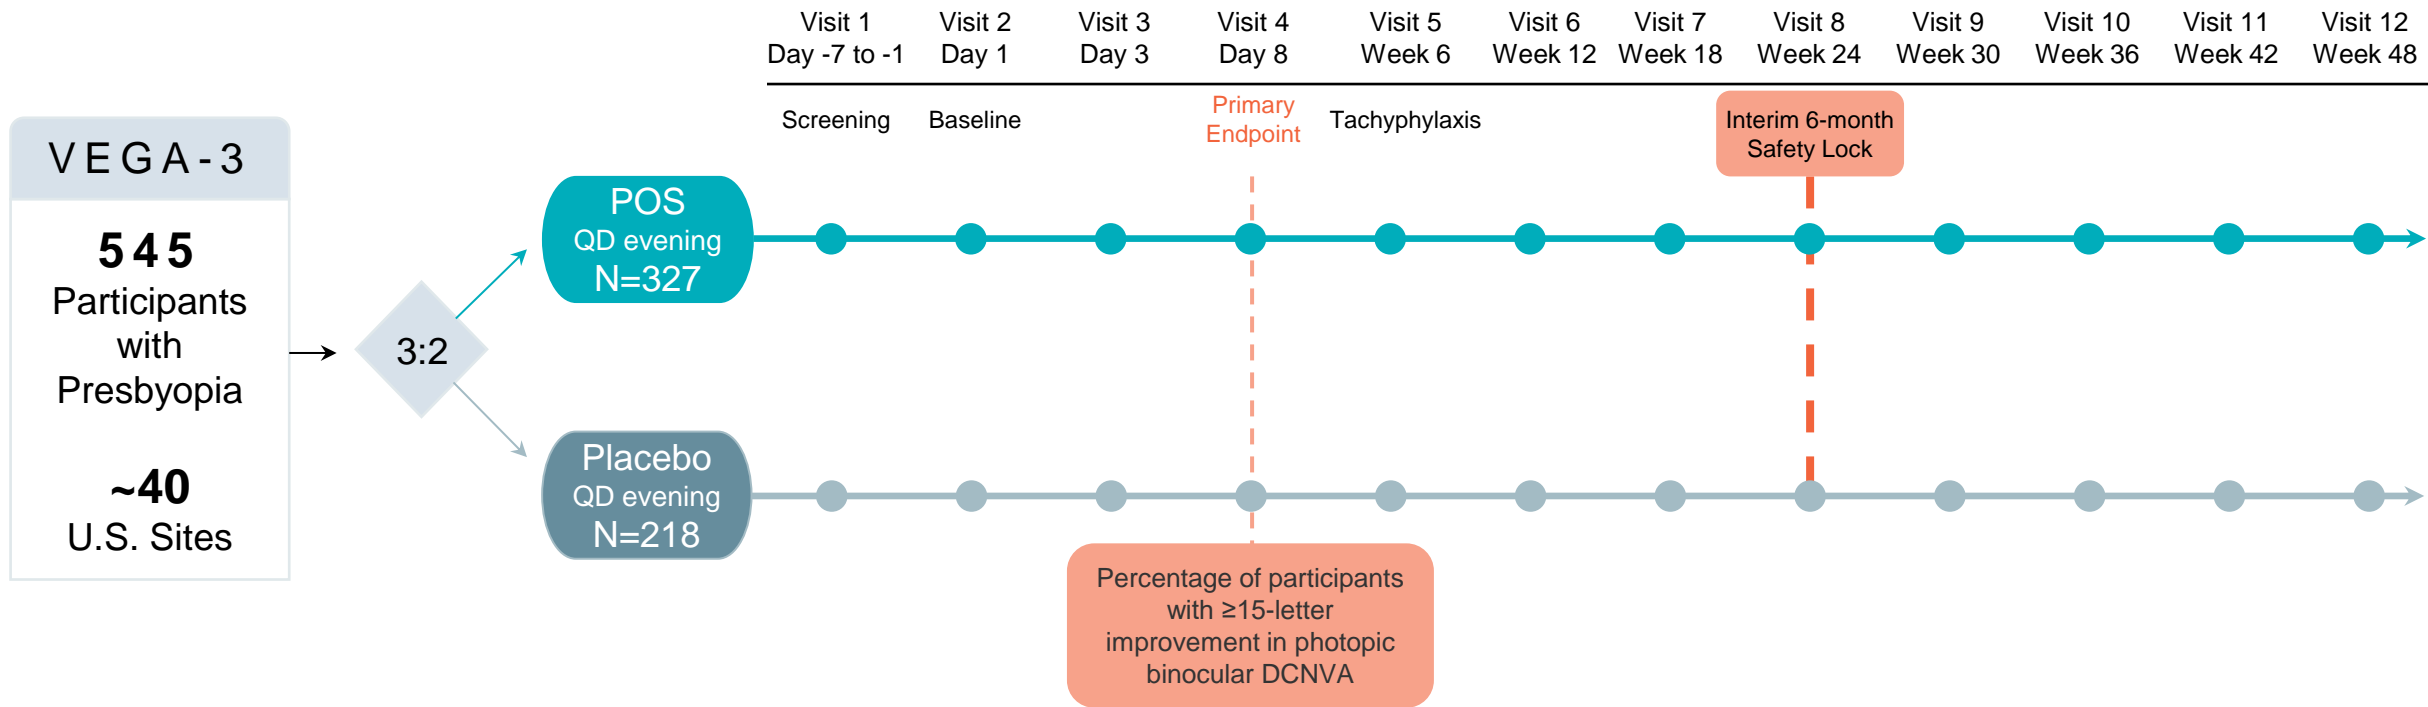 Visit 1
Day -7 to -1
Visit 2
Day 1
Visit 3
Day 3
Visit 4
Day 8
Visit 5
Week 6
Visit 6
Week 12
Visit 7
Week 18
Visit 8
Week 24
Visit 9
Week 30
Visit 10
Week 36
Visit 11
Week 42
Visit 12
Week 48
Screening
Baseline
Primary
Endpoint
Tachyphylaxis
Interim 6-month
Safety Lock
VEGA-3
545
Participants
with
Presbyopia
~40
U.S. Sites
3:2
POS
QD evening
N=327
Placebo
QD evening
N=218
Percentage of participants
with ≥15-letter
improvement in photopic
binocular DCNVA